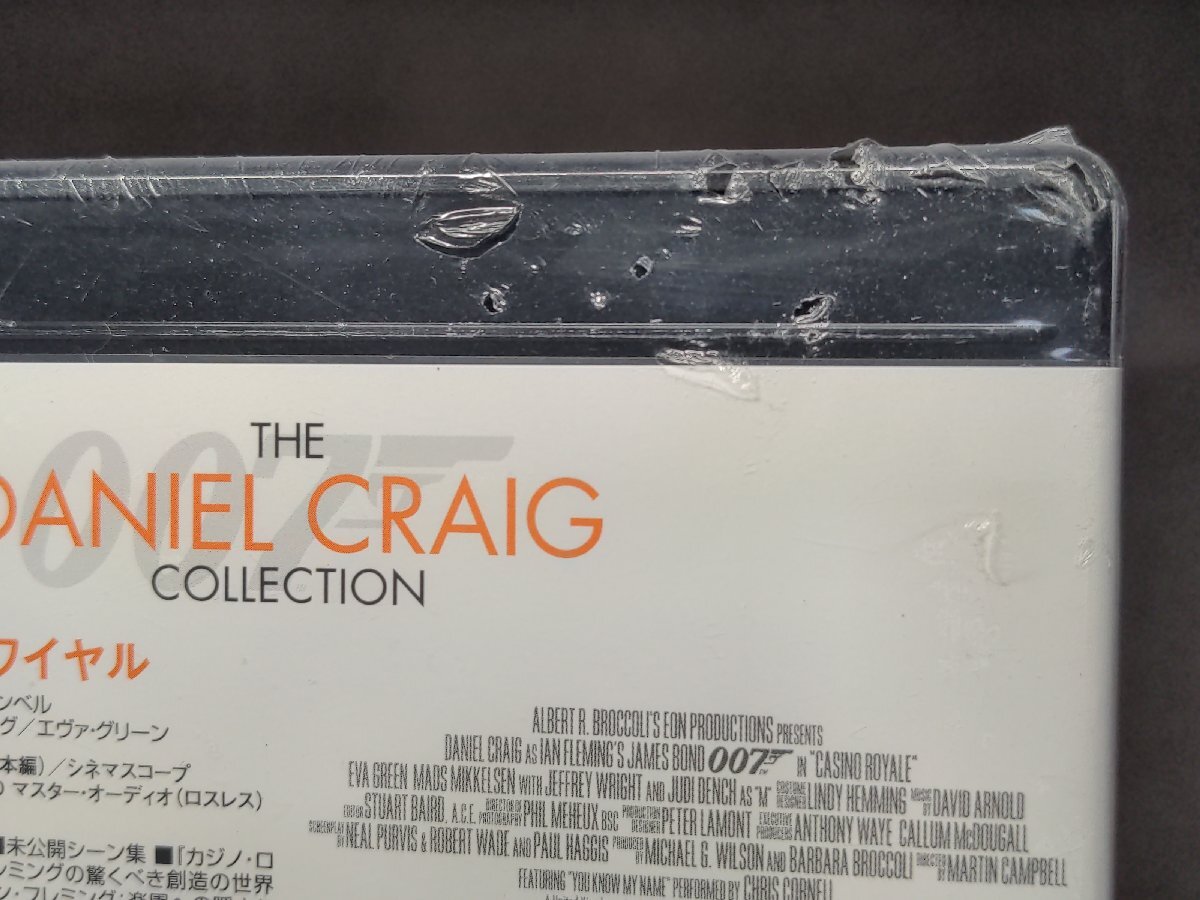 THE
007
DANIEL CRAIG
COLLECTION
ワイヤル
ンベル
グ/エヴァ・グリーン
本編)/シネマスコープ
マスター・オーディオ(ロスレス)
■未公開シーン集 ■『カジノ・ロ
ミングの驚くべき創造の世界
ALBERT R. BROCCOLI'S EON PRODUCTIONS PRESENTS
DANIEL CRAIG AS IAN FLEMING'S JAMES BOND 007 IN "CASINO ROYALE"
EVA GREEN MADS MIKKELSEN WITH JEFFREY WRIGHT AND JUDI DENCH AS "M" COSTUME DESIGNER LINDY HEMMING MUSIC BY DAVID ARNOLD
EDITOR STUART BAIRD, A.C.E. DIRECTOR OF PHOTOGRAPHY PHIL MEHEUX BSC PRODUCTION DESIGNER PETER LAMONT EXECUTIVE PRODUCERS ANTHONY WAYE CALLUM McDOUGALL
SCREENPLAY BY NEAL PURVIS & ROBERT WADE AND PAUL HAGGIS PRODUCED BY MICHAEL G. WILSON AND BARBARA BROCCOLI DIRECTED BY MARTIN CAMPBELL
FEATURING "YOU KNOW MY NAME" PERFORMED BY CHRIS CORNELL